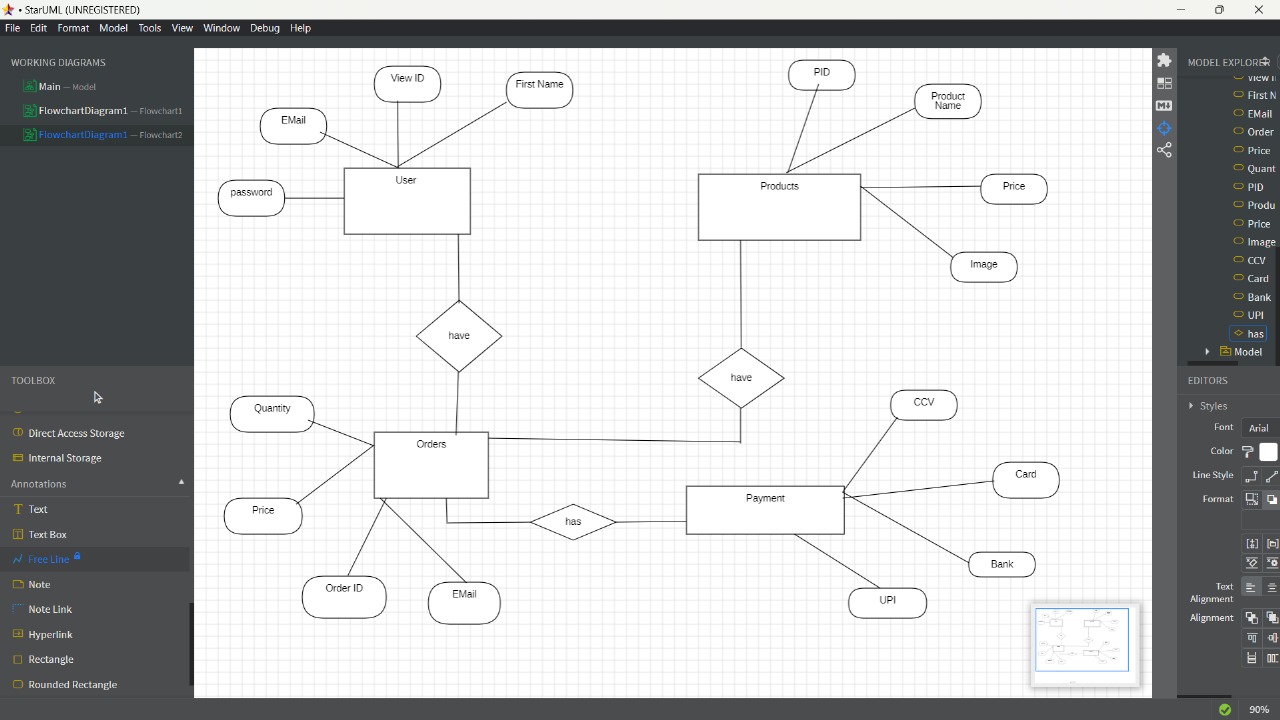 • StarUML (UNREGISTERED)
File Edit Format Model Tools View Window Debug Help
WORKING DIAGRAMS
Main — Model
FlowchartDiagram1 — Flowchart1
FlowchartDiagram1 — Flowchart2
TOOLBOX
Direct Access Storage
Internal Storage
Annotations
Text
Text Box
Free Line
Note
Note Link
Hyperlink
Rectangle
Rounded Rectangle
View ID
First Name
EMail
password
User
have
PID
Product
Name
Products
Price
Image
have
Quantity
Orders
Price
Order ID
EMail
has
CCV
Card
Payment
Bank
UPI
MODEL EXPLORER
First N
EMail
Order
Price
Quant
PID
Produ
Price
Image
CCV
Card
Bank
UPI
has
Model
EDITORS
Styles
Font Arial
Color
Line Style
Format
Text
Alignment
Alignment
90%